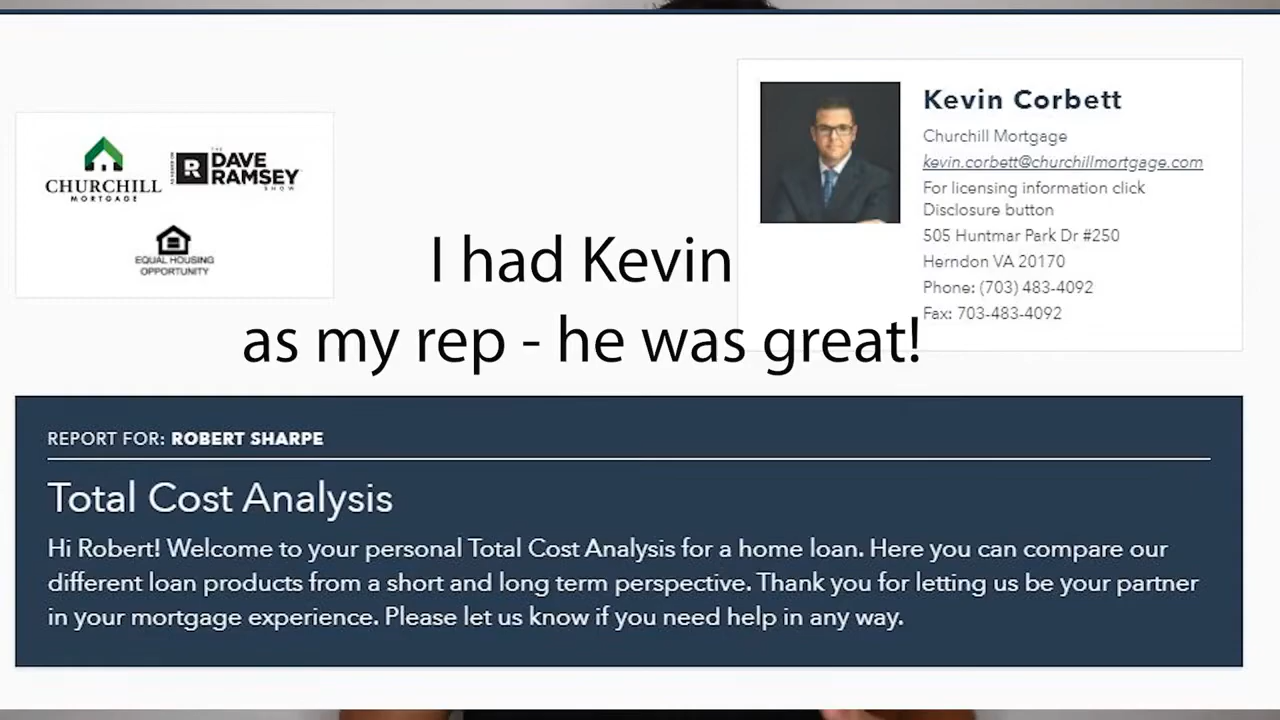 CHURCHILL
MORTGAGE
THE
DAVE
RAMSEY
SHOW
EQUAL HOUSING
OPPORTUNITY
Kevin Corbett
Churchill Mortgage
kevin.corbett@churchillmortgage.com
For licensing information click
Disclosure button
505 Huntmar Park Dr #250
Herndon VA 20170
Phone: (703) 483-4092
Fax: 703-483-4092
I had Kevin
as my rep - he was great!
REPORT FOR: ROBERT SHARPE
Total Cost Analysis
Hi Robert! Welcome to your personal Total Cost Analysis for a home loan. Here you can compare our
different loan products from a short and long term perspective. Thank you for letting us be your partner
in your mortgage experience. Please let us know if you need help in any way.